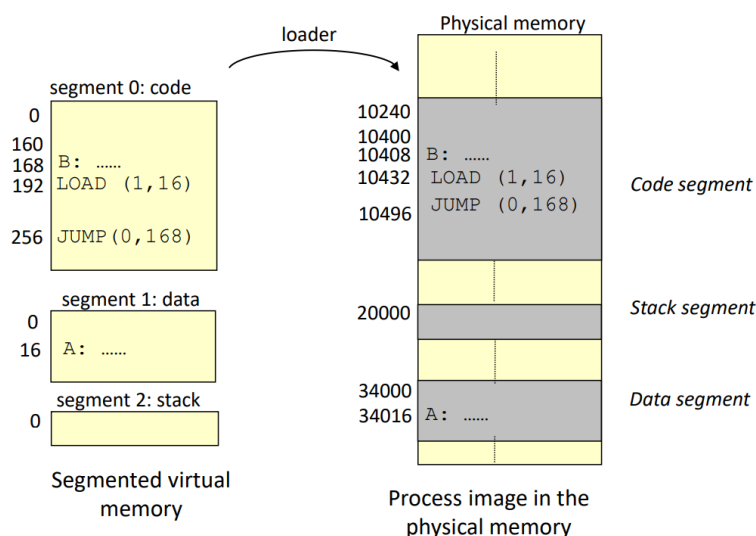 loader
Physical memory
segment 0: code
0
160
168 B: ......
192 LOAD (1,16)
256 JUMP(0,168)
segment 1: data
0
16 A: ......
segment 2: stack
0
Segmented virtual
memory
10240
10400
10408 B: ......
10432 LOAD (1,16)
10496 JUMP (0,168)
Code segment
20000
Stack segment
34000
34016 A: ......
Data segment
Process image in the
physical memory